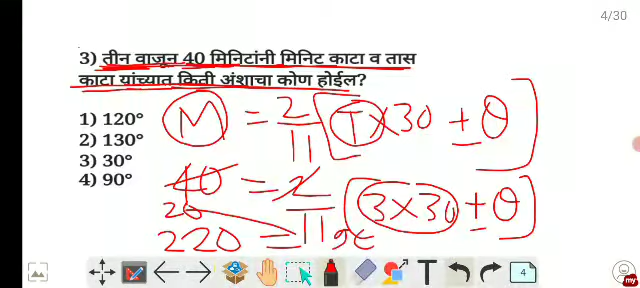 4/30
3) तीन वाजून 40 मिनिटांनी मिनिट काटा व तास
काटा यांच्यात किती अंशाचा कोण होईल?
1) 120°
2) 130°
3) 30°
4) 90°
M = 2/11 [T × 30 ± θ]
40 = 2/11 [3 × 30 ± θ]
20
220 =
T
4
my